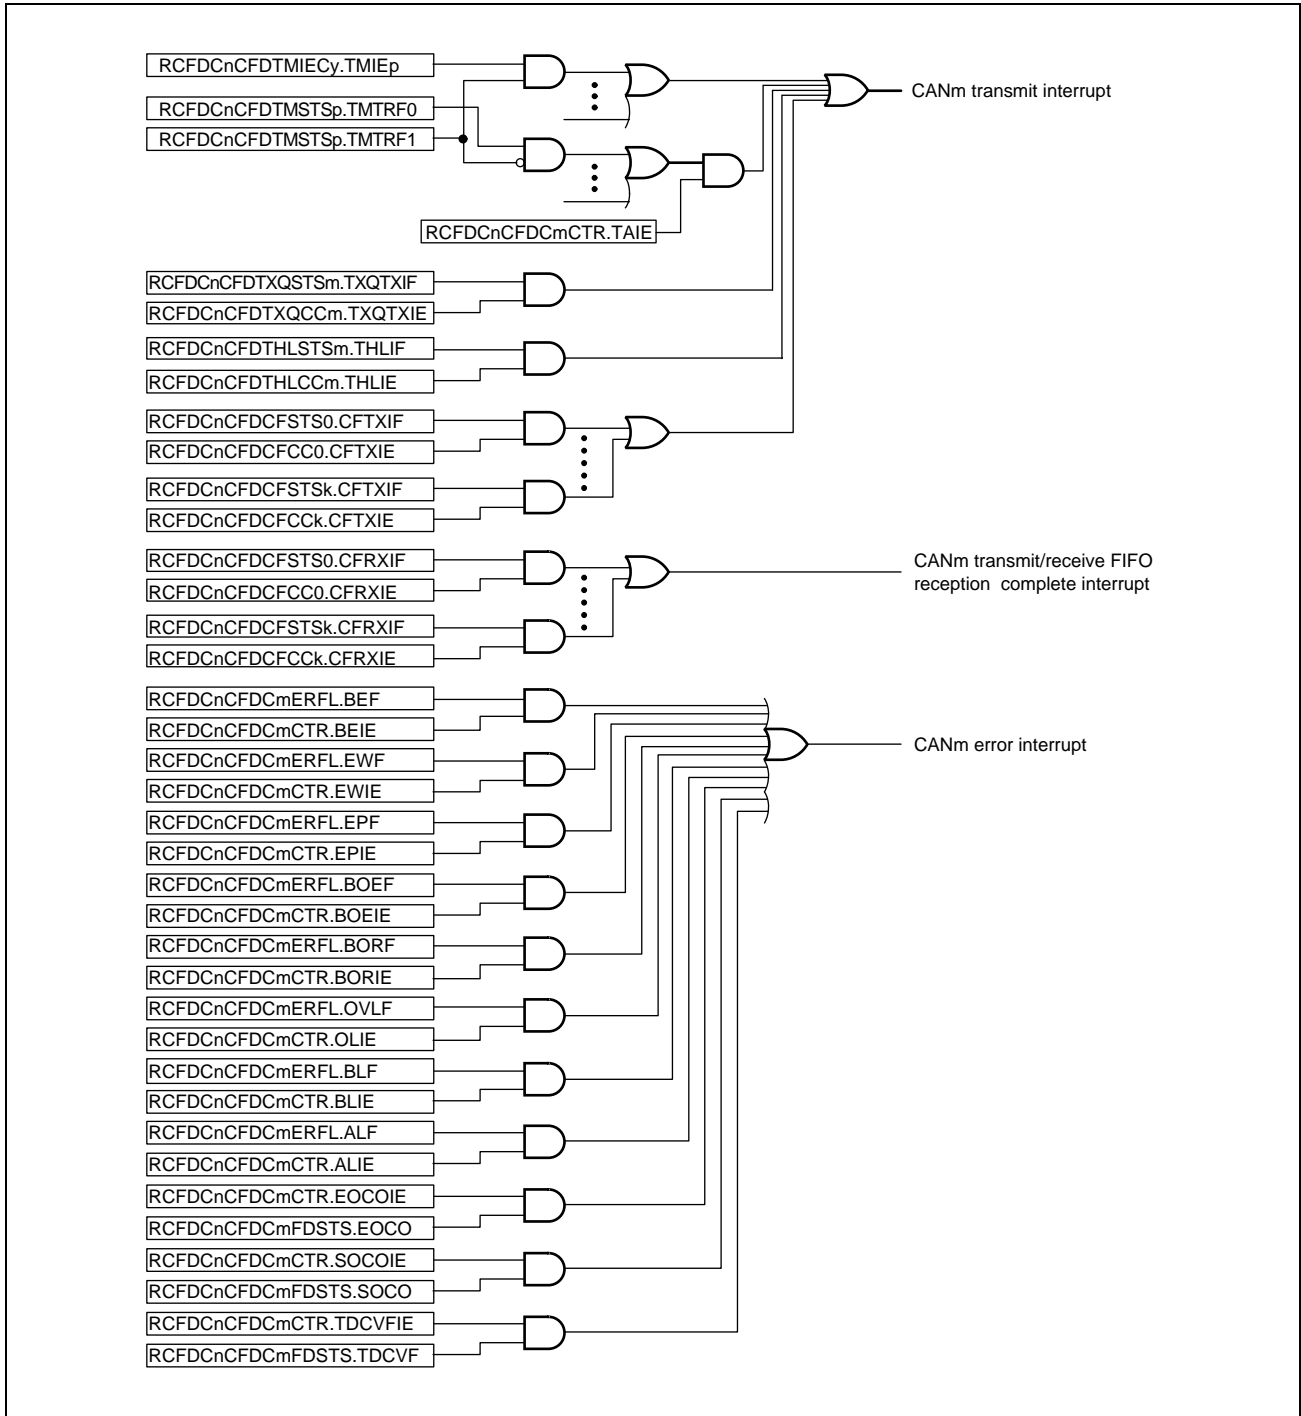 RCFDCnCFDTMIECy.TMIEp
RCFDCnCFDTMSTSp.TMTRF0
RCFDCnCFDTMSTSp.TMTRF1
CANm transmit interrupt
RCFDCnCFDCmCTR.TAIE
RCFDCnCFDTXQSTSm.TXQTXIF
RCFDCnCFDTXQCCm.TXQTXIE
RCFDCnCFDTHLSTSm.THLIF
RCFDCnCFDTHLCCm.THLIE
RCFDCnCFDCFSTS0.CFTXIF
RCFDCnCFDCFCC0.CFTXIE
RCFDCnCFDCFSTSk.CFTXIF
RCFDCnCFDCFCCk.CFTXIE
RCFDCnCFDCFSTS0.CFRXIF
RCFDCnCFDCFCC0.CFRXIE
RCFDCnCFDCFSTSk.CFRXIF
RCFDCnCFDCFCCk.CFRXIE
CANm transmit/receive FIFO
reception complete interrupt
RCFDCnCFDCmERFL.BEF
RCFDCnCFDCmCTR.BEIE
RCFDCnCFDCmERFL.EWF
RCFDCnCFDCmCTR.EWIE
RCFDCnCFDCmERFL.EPF
RCFDCnCFDCmCTR.EPIE
RCFDCnCFDCmERFL.BOEF
RCFDCnCFDCmCTR.BOEIE
RCFDCnCFDCmERFL.BORF
RCFDCnCFDCmCTR.BORIE
RCFDCnCFDCmERFL.OVLF
RCFDCnCFDCmCTR.OLIE
RCFDCnCFDCmERFL.BLF
RCFDCnCFDCmCTR.BLIE
RCFDCnCFDCmERFL.ALF
RCFDCnCFDCmCTR.ALIE
RCFDCnCFDCmCTR.EOCOIE
RCFDCnCFDCmFDSTS.EOCO
RCFDCnCFDCmCTR.SOCOIE
RCFDCnCFDCmFDSTS.SOCO
RCFDCnCFDCmCTR.TDCVFIE
RCFDCnCFDCmFDSTS.TDCVF
CANm error interrupt